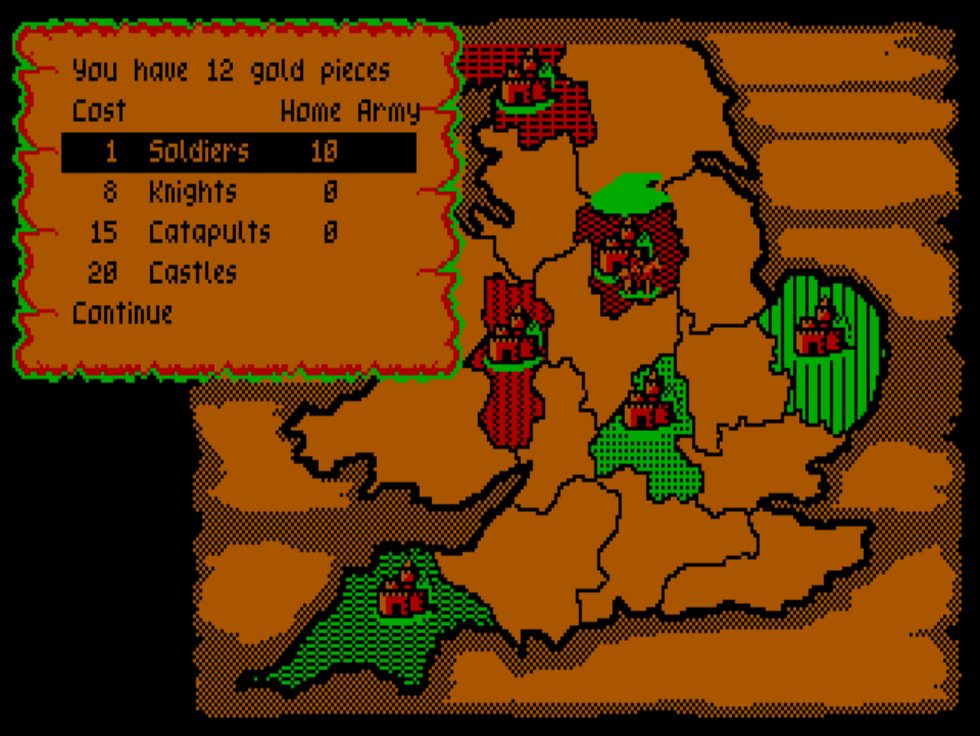 You have 12 gold pieces
Cost Home Army
1 Soldiers 10
8 Knights 0
15 Catapults 0
20 Castles
Continue